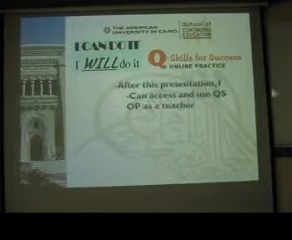 THE AMERICAN
UNIVERSITY IN CAIRO
School of
CONTINUING
EDUCATION
I CAN DO IT
I WILL do it
Q Skills for Success
ONLINE PRACTICE
-After this presentation, I
-Can access and use QS
OP as a teacher